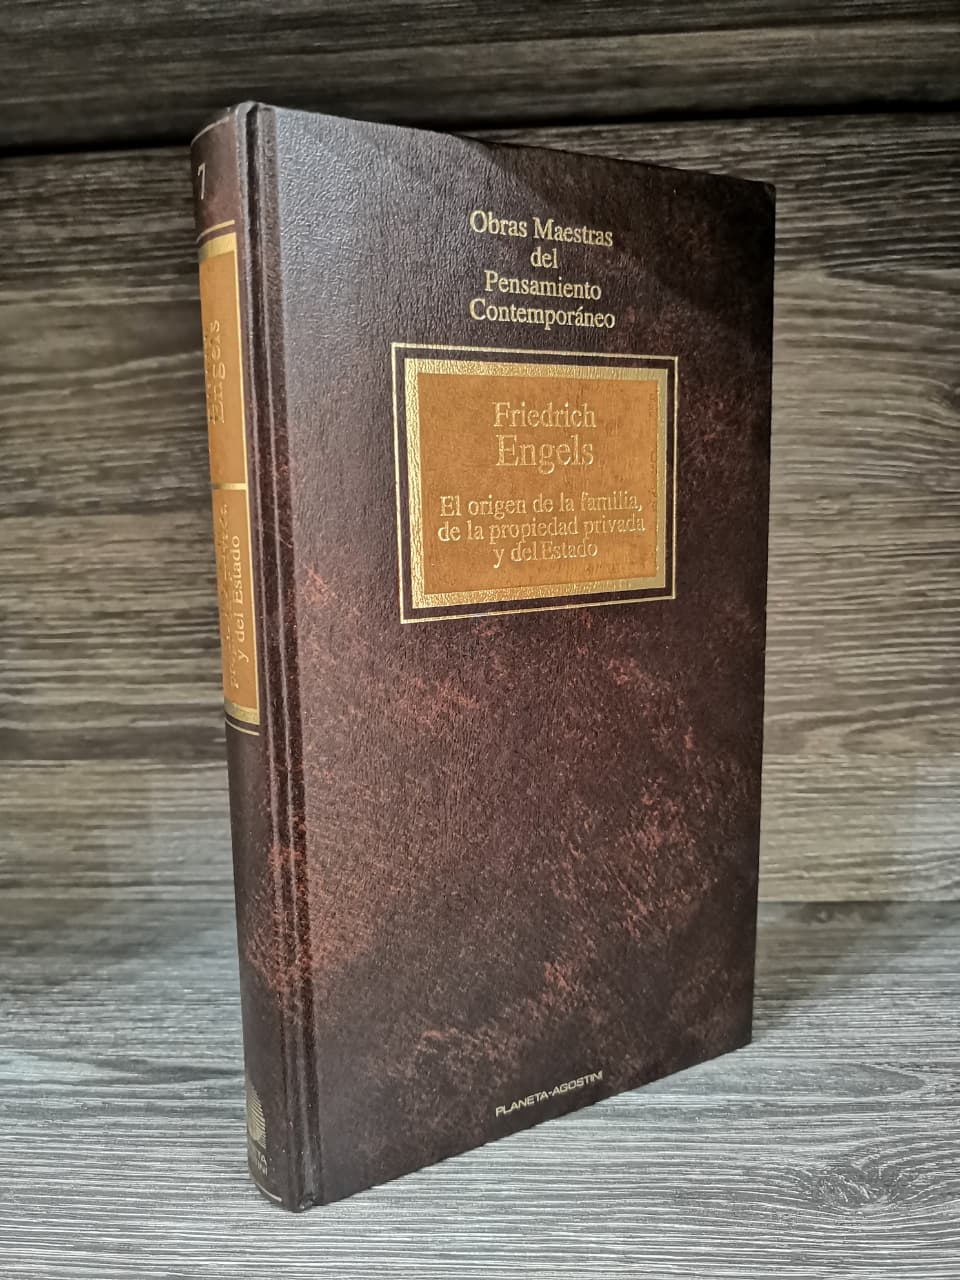 7
Engels
y del Estado
Obras Maestras
del
Pensamiento
Contemporáneo
Friedrich
Engels
El origen de la familia,
de la propiedad privada
y del Estado
PLANETA-AGOSTINI